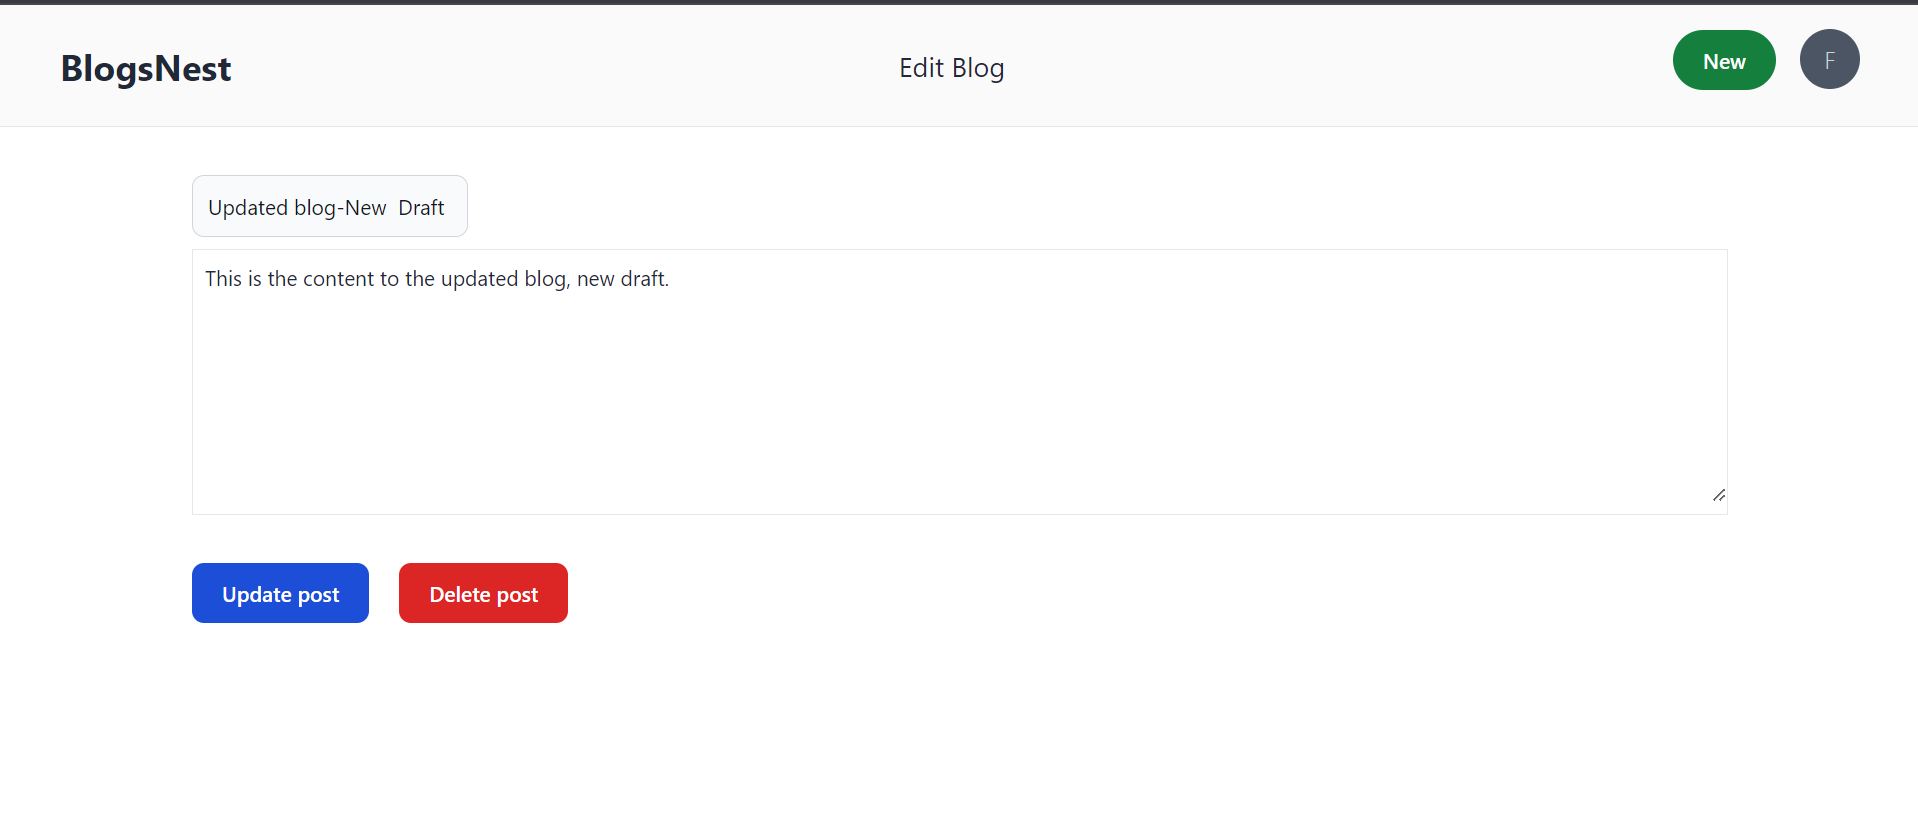 BlogsNest
Edit Blog
New
F
Updated blog-New  Draft
This is the content to the updated blog, new draft.
Update post
Delete post